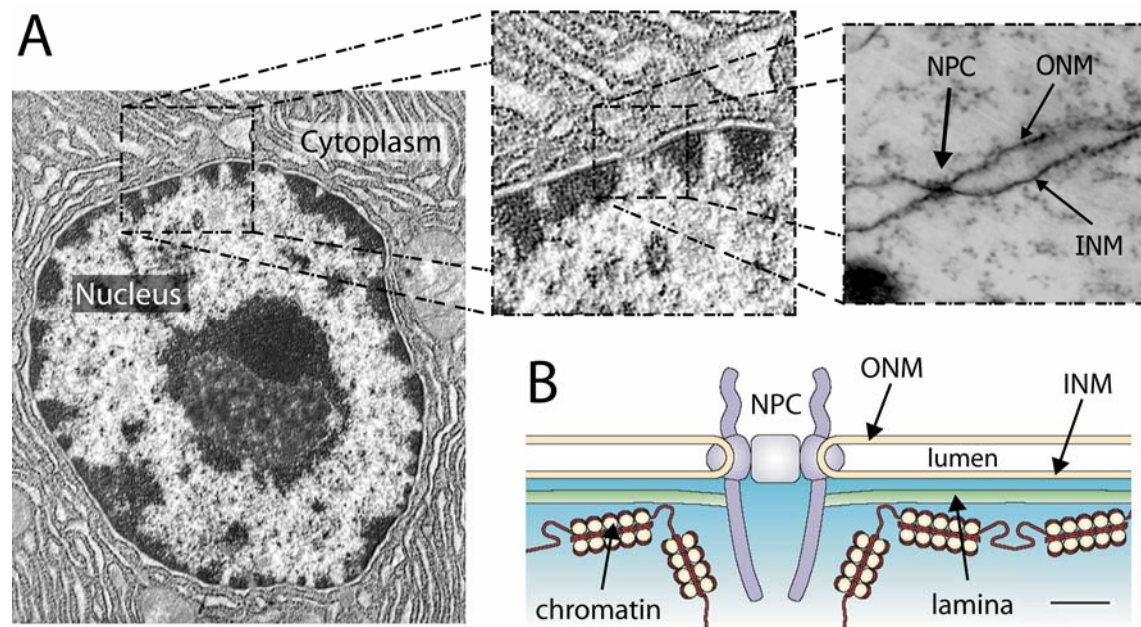 A
Cytoplasm
Nucleus
NPC
ONM
INM
B
NPC
ONM
INM
lumen
chromatin
lamina